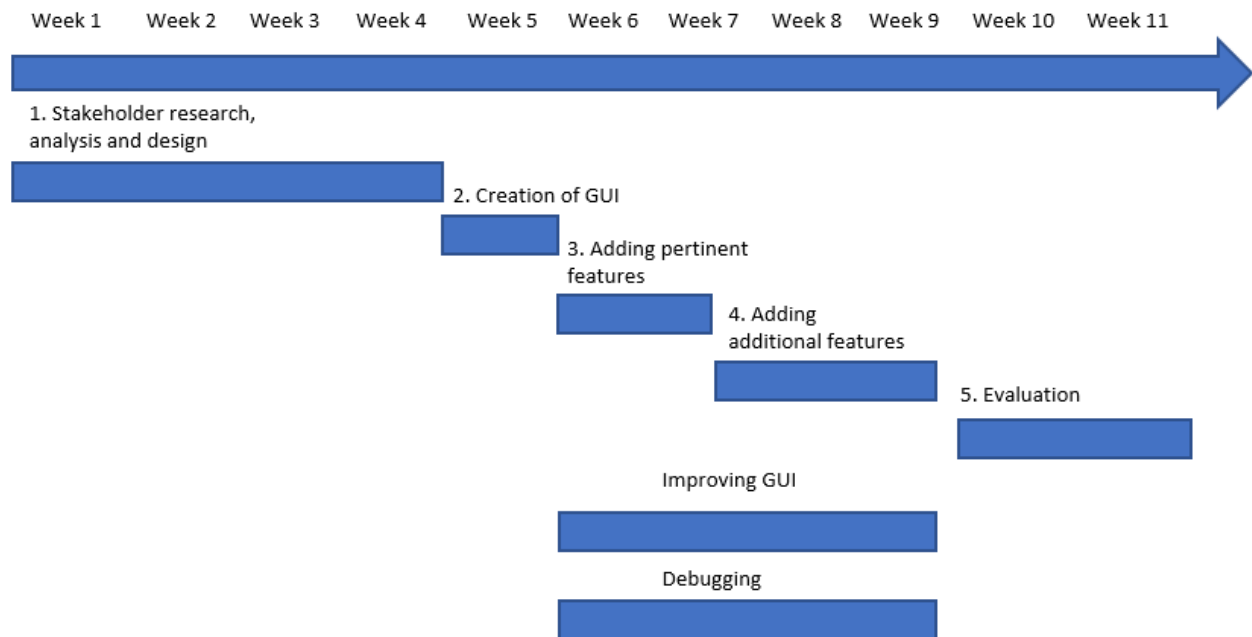 Week 1 Week 2 Week 3 Week 4 Week 5 Week 6 Week 7 Week 8 Week 9 Week 10 Week 11
1. Stakeholder research,
analysis and design
2. Creation of GUI
3. Adding pertinent
features
4. Adding
additional features
5. Evaluation
Improving GUI
Debugging